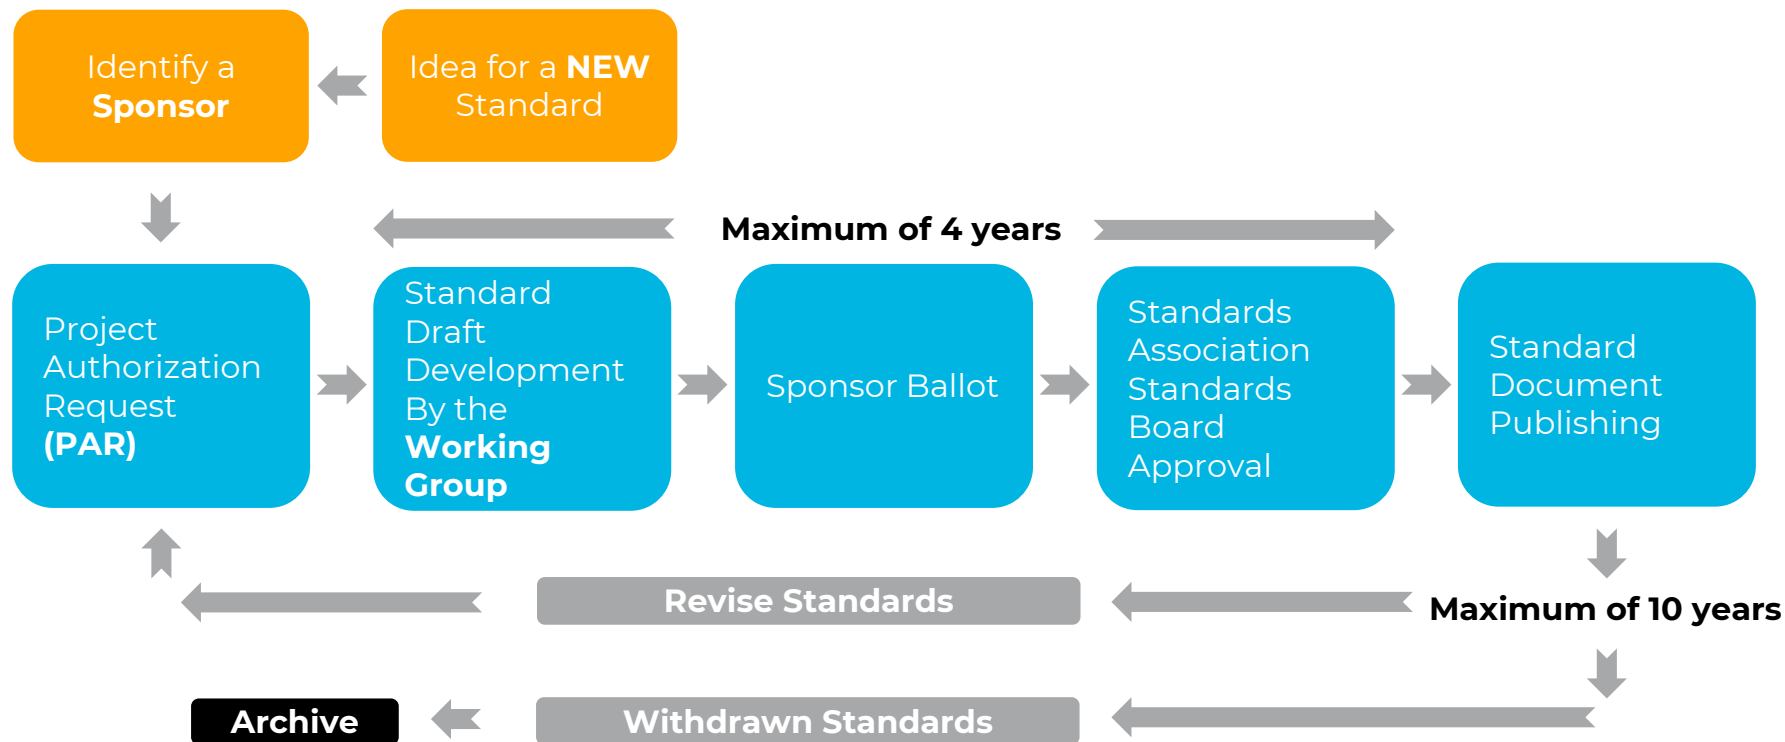 Identify a
Sponsor
Idea for a NEW
Standard
Maximum of 4 years
Project
Authorization
Request
(PAR)
Standard
Draft
Development
By the
Working
Group
Sponsor Ballot
Standards
Association
Standards
Board
Approval
Standard
Document
Publishing
Revise Standards
Maximum of 10 years
Archive
Withdrawn Standards